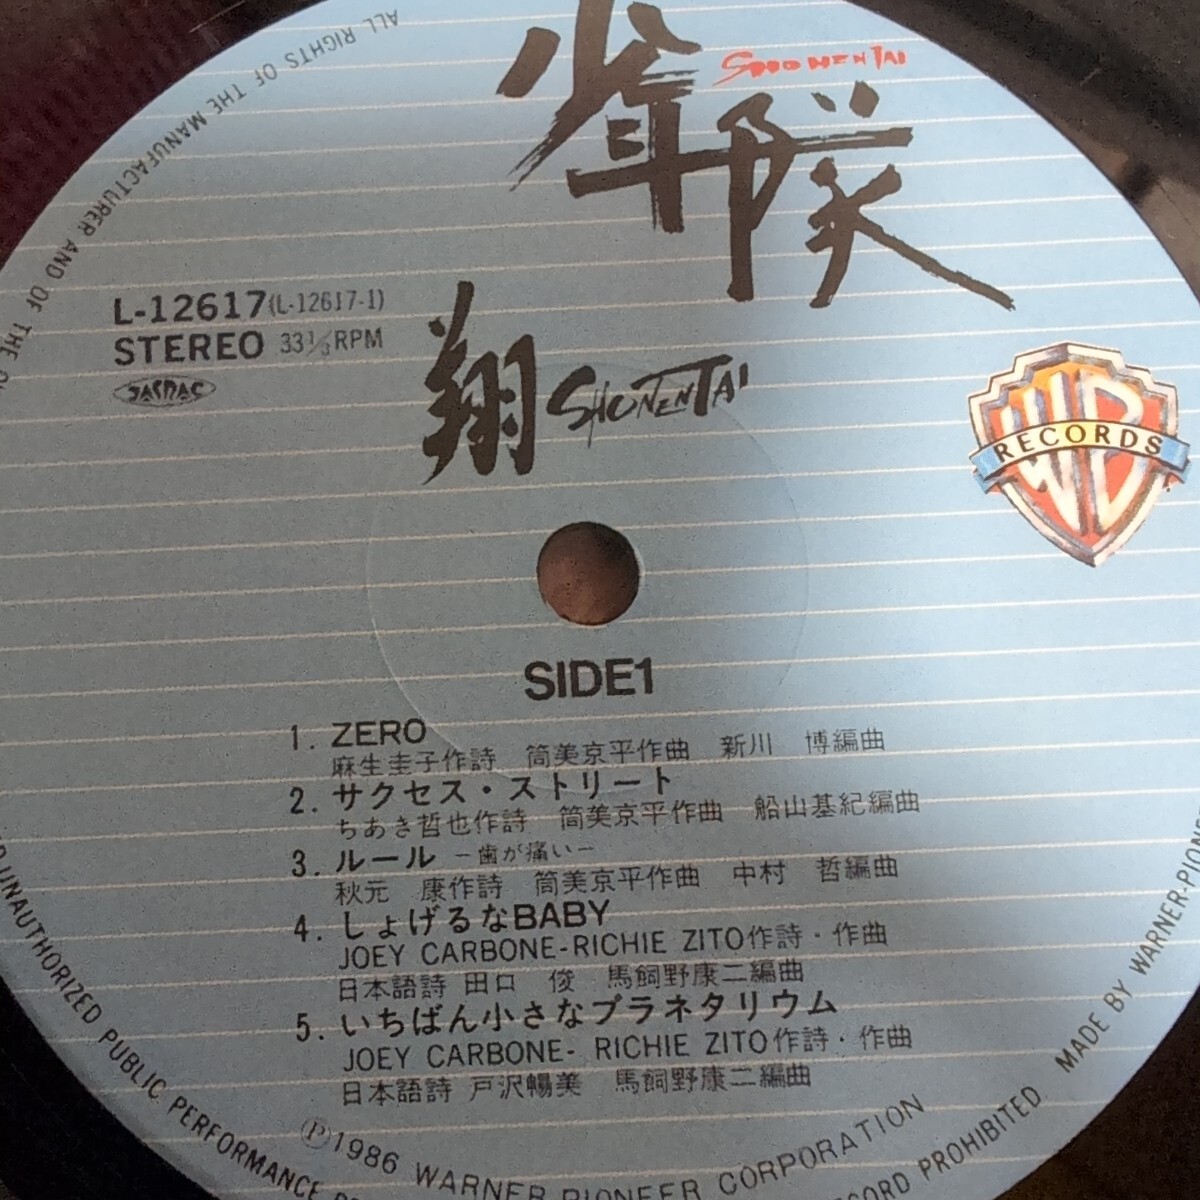 少年隊
SHONENTAI
L-12617(L-12617-1)
STEREO 33⅓RPM
JASRAC
翔 SHONENTAI
WB
RECORDS
SIDE1
1. ZERO
麻生圭子作詩 筒美京平作曲 新川 博編曲
2. サクセス・ストリート
ちあき哲也作詩 筒美京平作曲 船山基紀編曲
3. ルール －歯が痛い－
秋元 康作詩 筒美京平作曲 中村 哲編曲
4. しょげるなBABY
JOEY CARBONE-RICHIE ZITO作詩・作曲
日本語詩 田口 俊 馬飼野康二編曲
5. いちばん小さなプラネタリウム
JOEY CARBONE- RICHIE ZITO作詩・作曲
日本語詩 戸沢暢美 馬飼野康二編曲
Ⓟ1986 WARNER PIONEER CORPORATION
ALL RIGHTS OF THE MANUFACTURER AND OF THE
UNAUTHORIZED PUBLIC PERFORMANCE
RECORD PROHIBITED MADE BY WARNER-PIONE